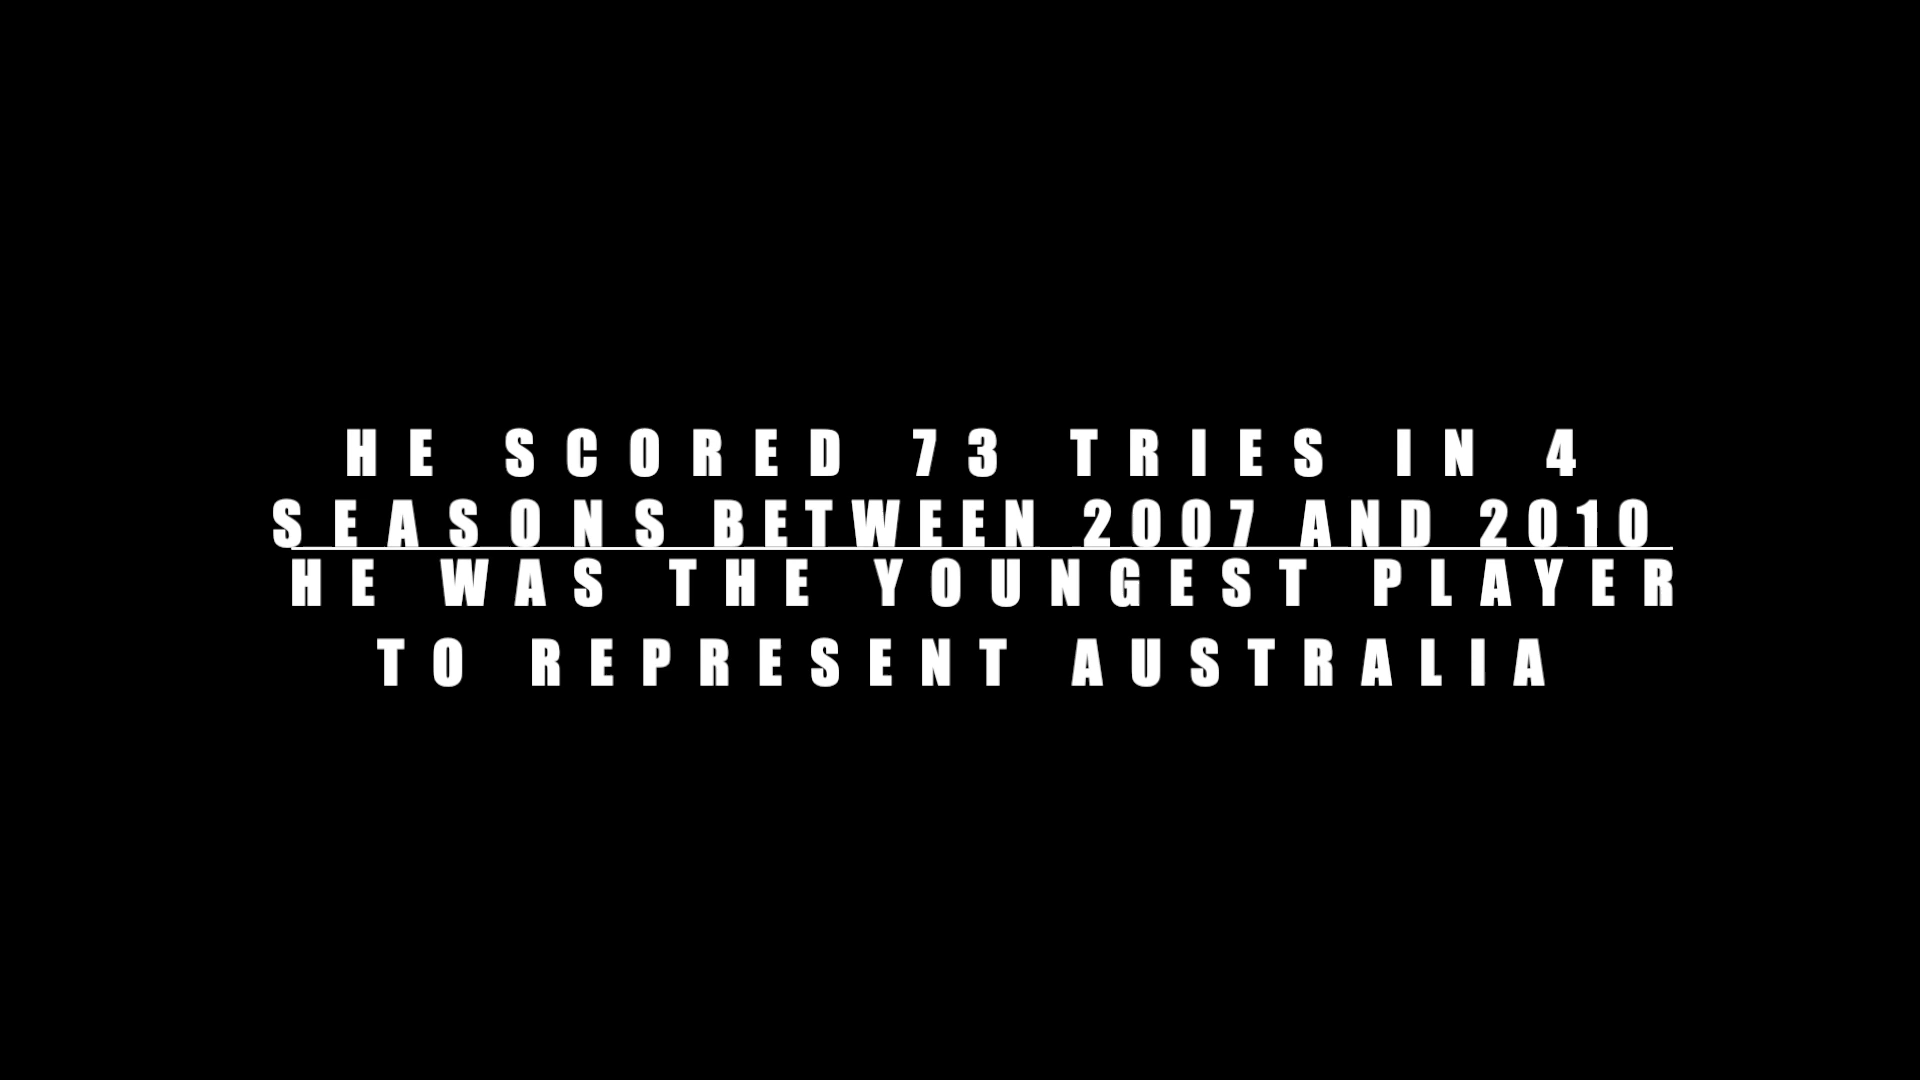 HE SCORED 73 TRIES IN 4
SEASONS BETWEEN 2007 AND 2010
HE WAS THE YOUNGEST PLAYER
TO REPRESENT AUSTRALIA